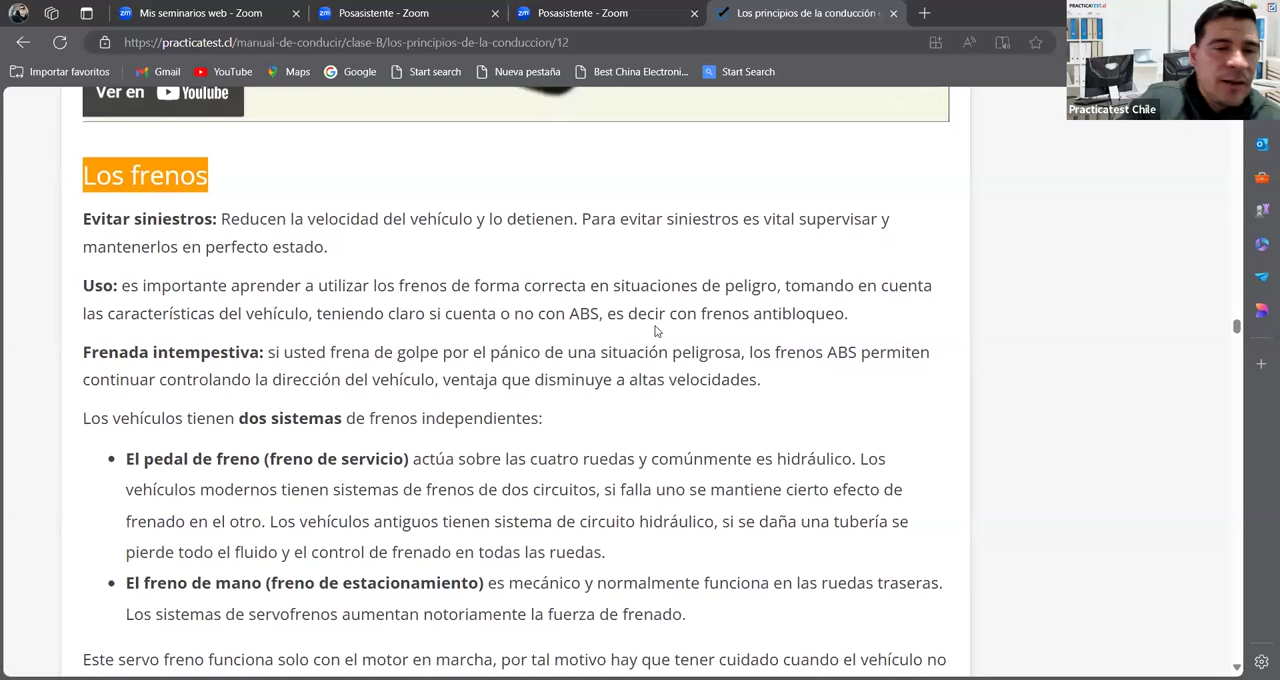 Mis seminarios web - Zoom
Posasistente - Zoom
Posasistente - Zoom
Los principios de la conducción
https://practicatest.cl/manual-de-conducir/clase-B/los-principios-de-la-conduccion/12
Importar favoritos
Gmail
YouTube
Maps
Google
Start search
Nueva pestaña
Best China Electroni...
Start Search
PRACTICATEST.cl
Practicatest Chile
Ver en YouTube
Los frenos
Evitar siniestros: Reducen la velocidad del vehículo y lo detienen. Para evitar siniestros es vital supervisar y
mantenerlos en perfecto estado.
Uso: es importante aprender a utilizar los frenos de forma correcta en situaciones de peligro, tomando en cuenta
las características del vehículo, teniendo claro si cuenta o no con ABS, es decir con frenos antibloqueo.
Frenada intempestiva: si usted frena de golpe por el pánico de una situación peligrosa, los frenos ABS permiten
continuar controlando la dirección del vehículo, ventaja que disminuye a altas velocidades.
Los vehículos tienen dos sistemas de frenos independientes:
El pedal de freno (freno de servicio) actúa sobre las cuatro ruedas y comúnmente es hidráulico. Los
vehículos modernos tienen sistemas de frenos de dos circuitos, si falla uno se mantiene cierto efecto de
frenado en el otro. Los vehículos antiguos tienen sistema de circuito hidráulico, si se daña una tubería se
pierde todo el fluido y el control de frenado en todas las ruedas.
El freno de mano (freno de estacionamiento) es mecánico y normalmente funciona en las ruedas traseras.
Los sistemas de servofrenos aumentan notoriamente la fuerza de frenado.
Este servo freno funciona solo con el motor en marcha, por tal motivo hay que tener cuidado cuando el vehículo no